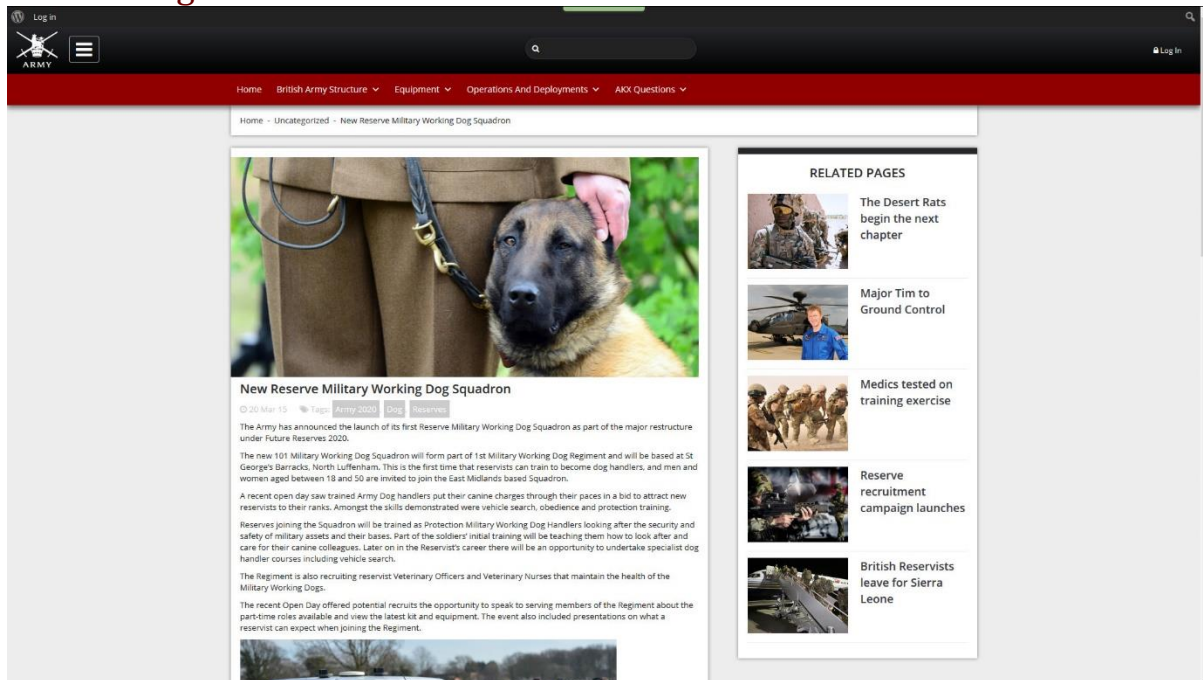 Log in
ARMY
Log In
Home British Army Structure Equipment Operations And Deployments AKX Questions
Home - Uncategorized - New Reserve Military Working Dog Squadron
New Reserve Military Working Dog Squadron
20 Mar 15 Tags: Army 2020 Dog Reserves
The Army has announced the launch of its first Reserve Military Working Dog Squadron as part of the major restructure
under Future Reserves 2020.
The new 101 Military Working Dog Squadron will form part of 1st Military Working Dog Regiment and will be based at St
George's Barracks, North Luffenham. This is the first time that reservists can train to become dog handlers, and men and
women aged between 18 and 50 are invited to join the East Midlands based Squadron.
A recent open day saw trained Army Dog handlers put their canine charges through their paces in a bid to attract new
reservists to their ranks. Amongst the skills demonstrated were vehicle search, obedience and protection training.
Reserves joining the Squadron will be trained as Protection Military Working Dog Handlers looking after the security and
safety of military assets and their bases. Part of the soldiers' initial training will be teaching them how to look after and
care for their canine colleagues. Later on in the Reservist's career there will be an opportunity to undertake specialist dog
handler courses including vehicle search.
The Regiment is also recruiting reservist Veterinary Officers and Veterinary Nurses that maintain the health of the
Military Working Dogs.
The recent Open Day offered potential recruits the opportunity to speak to serving members of the Regiment about the
part-time roles available and view the latest kit and equipment. The event also included presentations on what a
reservist can expect when joining the Regiment.
RELATED PAGES
The Desert Rats
begin the next
chapter
Major Tim to
Ground Control
Medics tested on
training exercise
Reserve
recruitment
campaign launches
British Reservists
leave for Sierra
Leone